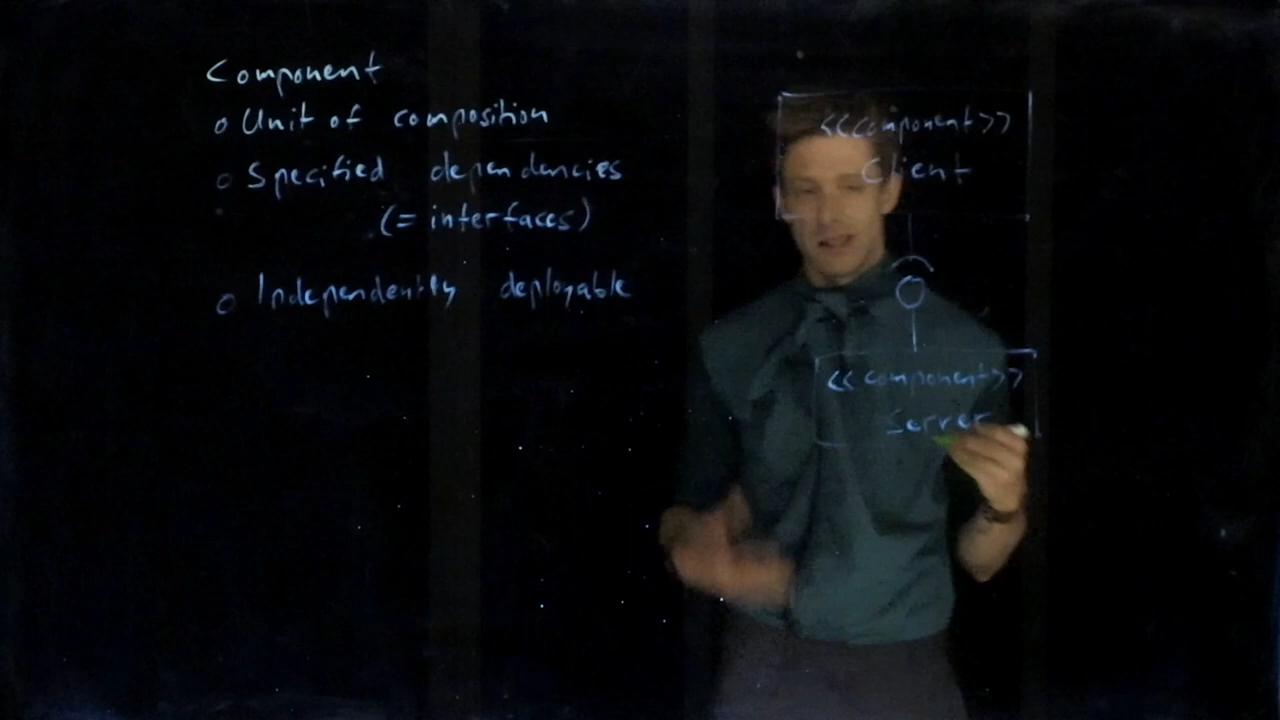 Component
o Unit of composition
o Specified dependencies
(= interfaces)
o Independently deployable
<<component>>
Client
<<component>>
Server